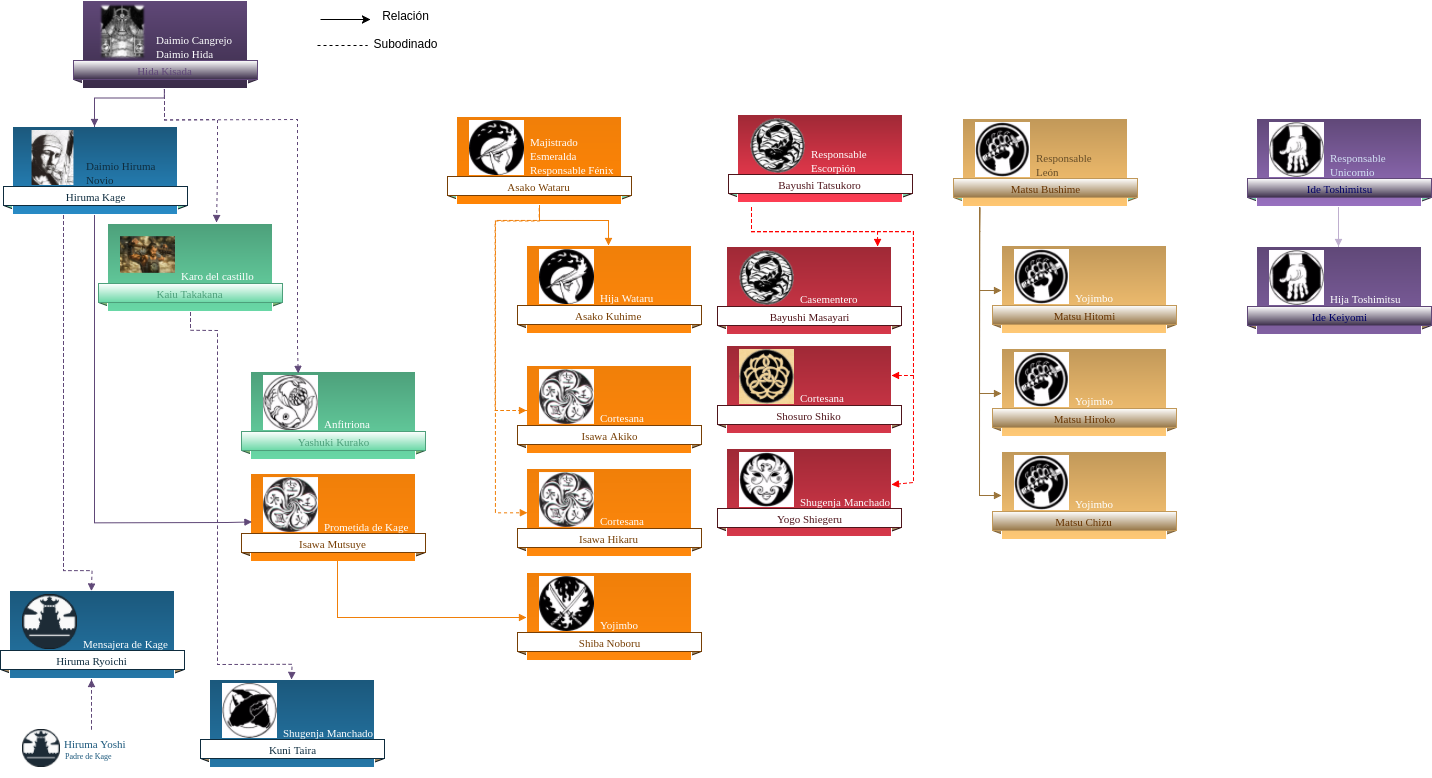 Relación
Subodinado
Daimio Cangrejo
Daimio Hida
Hida Kisada
Daimio Hiruma
Novio
Hiruma Kage
Karo del castillo
Kaiu Takakana
Anfitriona
Yashuki Kurako
Prometida de Kage
Isawa Mutsuye
Mensajera de Kage
Hiruma Ryoichi
Hiruma Yoshi
Padre de Kage
Shugenja Manchado
Kuni Taira
Majistrado
Esmeralda
Responsable Fénix
Asako Wataru
Hija Wataru
Asako Kuhime
Cortesana
Isawa Akiko
Cortesana
Isawa Hikaru
Yojimbo
Shiba Noboru
Responsable
Escorpión
Bayushi Tatsukoro
Casementero
Bayushi Masayari
Cortesana
Shosuro Shiko
Shugenja Manchado
Yogo Shiegeru
Responsable
León
Matsu Bushime
Yojimbo
Matsu Hitomi
Yojimbo
Matsu Hiroko
Yojimbo
Matsu Chizu
Responsable
Unicornio
Ide Toshimitsu
Hija Toshimitsu
Ide Keiyomi